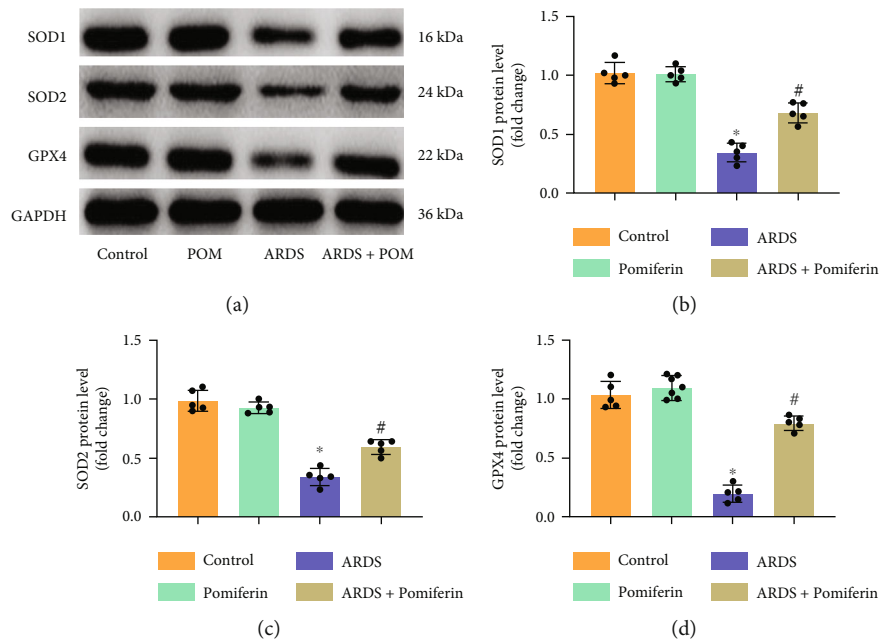 SOD1
16 kDa
SOD2
24 kDa
GPX4
22 kDa
GAPDH
36 kDa
Control POM ARDS ARDS + POM
(a)
SOD1 protein level
(fold change)
1.5
1.0
0.5
0.0
*
#
Control
ARDS
Pomiferin
ARDS + Pomiferin
(b)
SOD2 protein level
(fold change)
1.5
1.0
0.5
0.0
*
#
Control
ARDS
Pomiferin
ARDS + Pomiferin
(c)
GPX4 protein level
(fold change)
1.5
1.0
0.5
0.0
*
#
Control
ARDS
Pomiferin
ARDS + Pomiferin
(d)